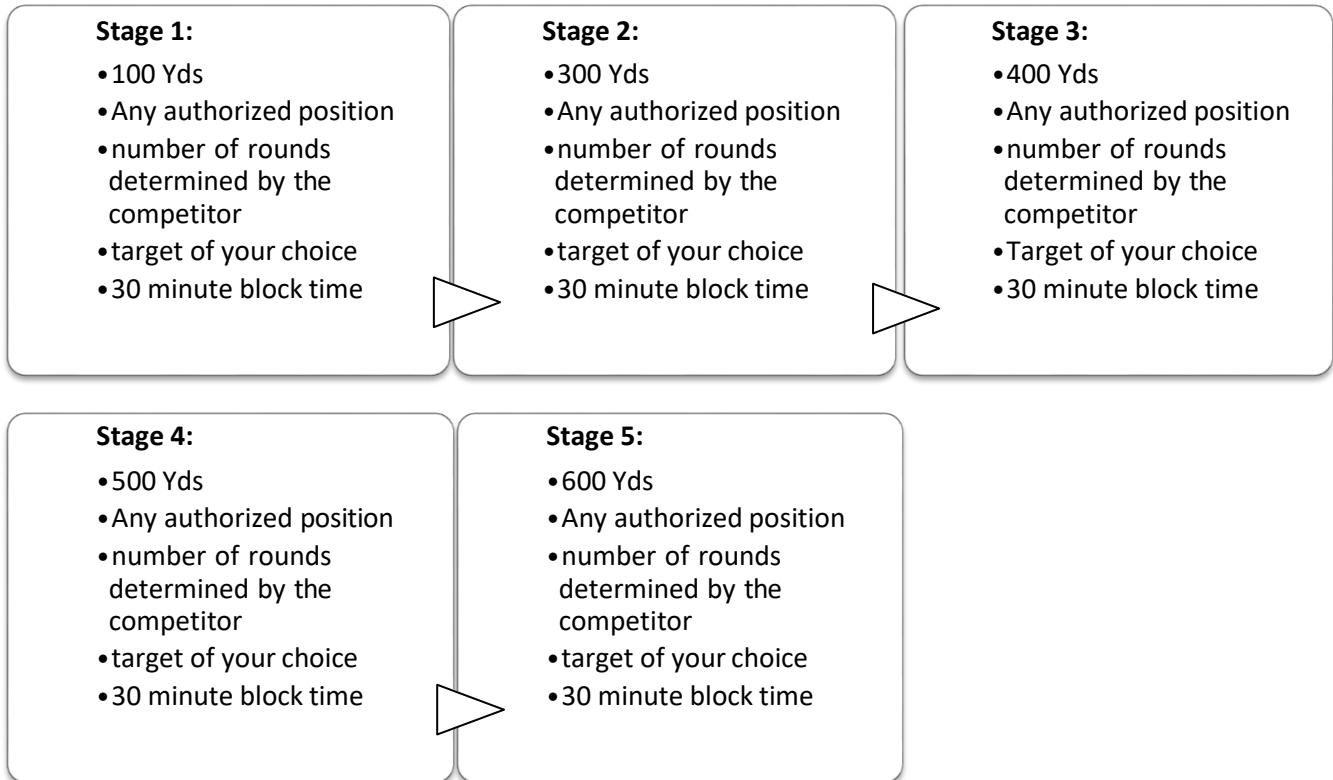 Stage 1:
•100 Yds
•Any authorized position
•number of rounds
determined by the
competitor
•target of your choice
•30 minute block time
Stage 2:
•300 Yds
•Any authorized position
•number of rounds
determined by the
competitor
•target of your choice
•30 minute block time
Stage 3:
•400 Yds
•Any authorized position
•number of rounds
determined by the
competitor
•Target of your choice
•30 minute block time
Stage 4:
•500 Yds
•Any authorized position
•number of rounds
determined by the
competitor
•target of your choice
•30 minute block time
Stage 5:
•600 Yds
•Any authorized position
•number of rounds
determined by the
competitor
•target of your choice
•30 minute block time